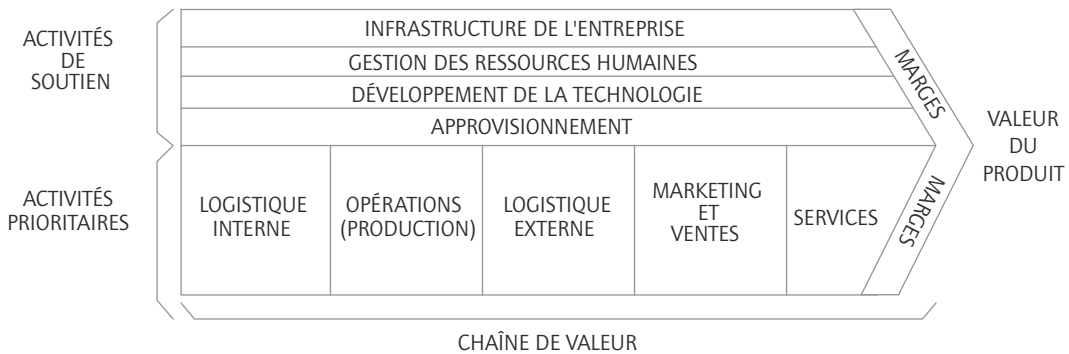 ACTIVITÉS
DE
SOUTIEN
INFRASTRUCTURE DE L'ENTREPRISE
GESTION DES RESSOURCES HUMAINES
DÉVELOPPEMENT DE LA TECHNOLOGIE
APPROVISIONNEMENT
MARGES
VALEUR
DU
PRODUIT
ACTIVITÉS
PRIORITAIRES
LOGISTIQUE
INTERNE
OPÉRATIONS
(PRODUCTION)
LOGISTIQUE
EXTERNE
MARKETING
ET
VENTES
SERVICES
MARGES
CHAÎNE DE VALEUR